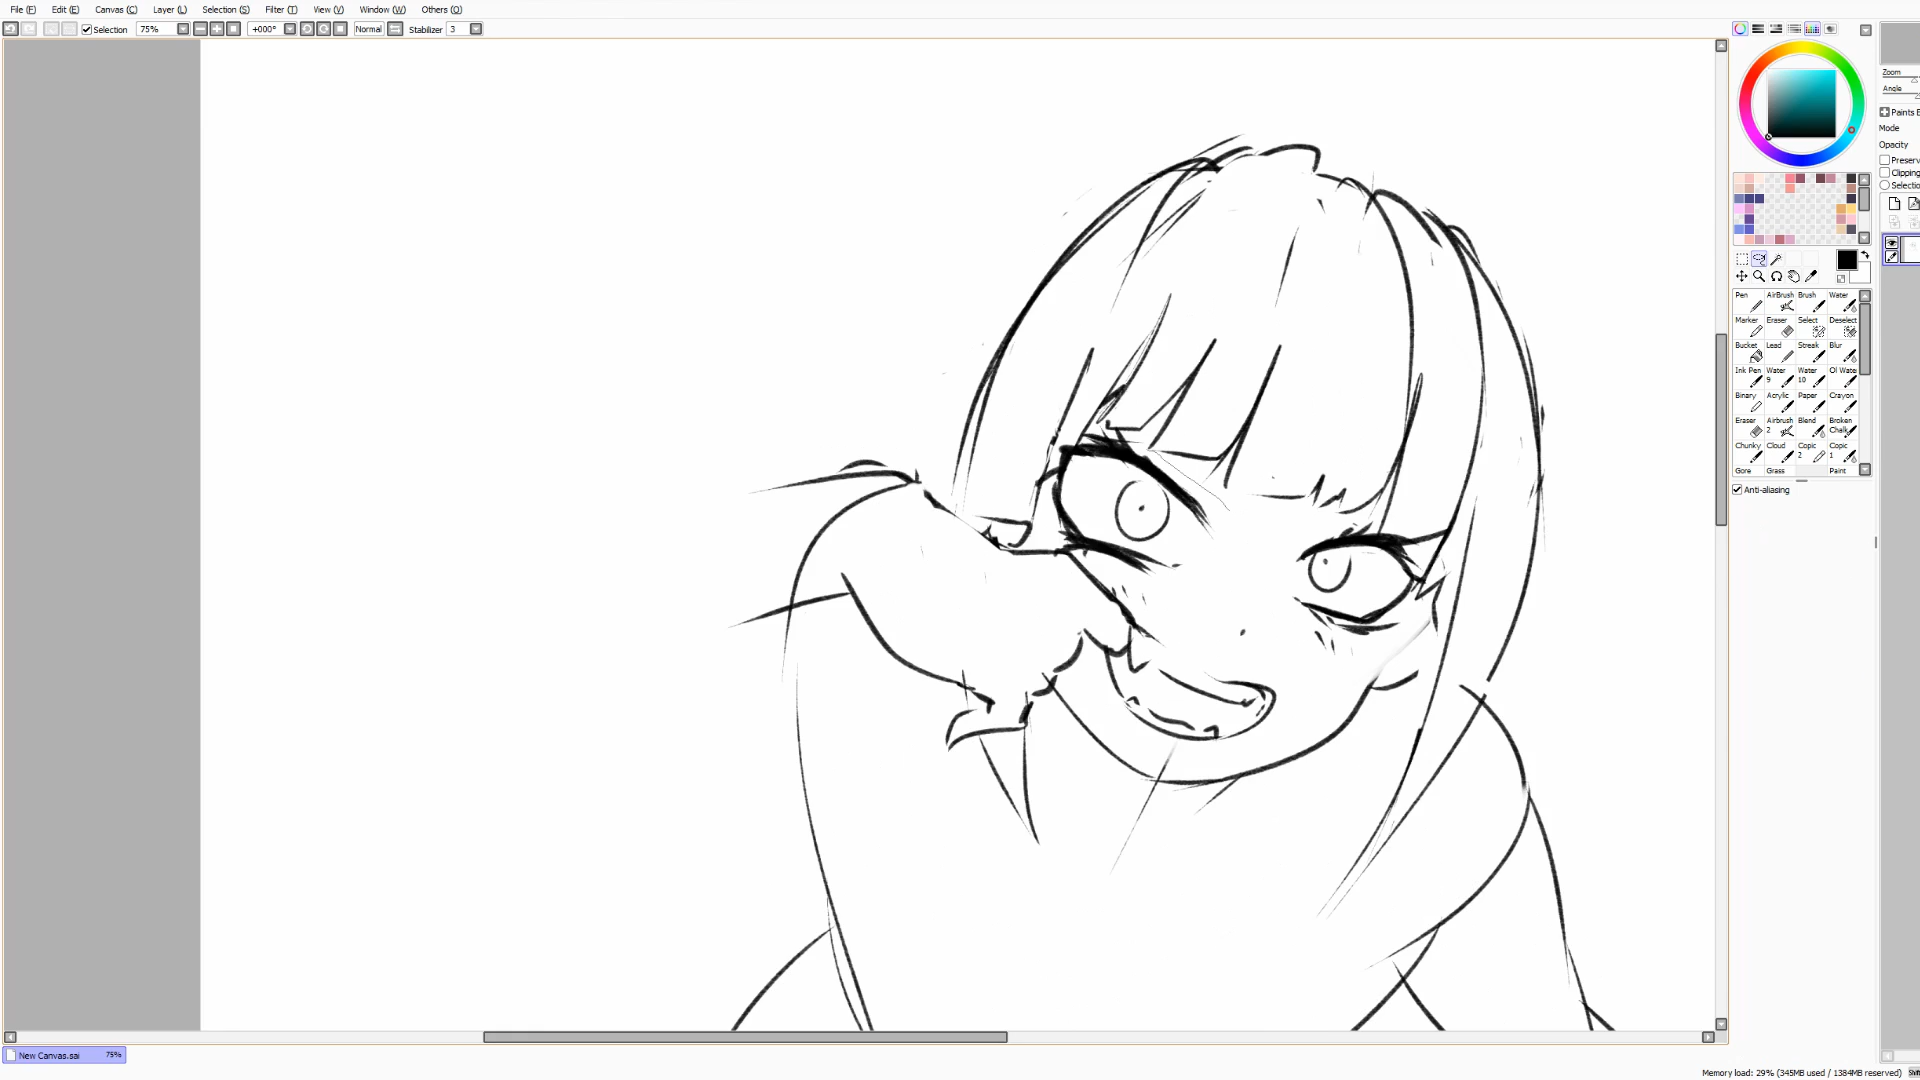 File (F) Edit (E) Canvas (C) Layer (L) Selection (S) Filter (T) View (V) Window (W) Others (O)
Selection 75% +000° Normal Stabilizer 3
Zoom
Angle
Paints E
Mode
Opacity
Preserv
Clipping
Selectio
Pen AirBrush Brush Water
Marker Eraser Select Deselect
Bucket Lead Streak Blur
Ink Pen Water 9 Water 10 Ol Wate
Binary Acrylic Paper Crayon
Eraser Airbrush 2 Blend Broken Chalk
Chunky Cloud Copic 2 Copic 1
Gore Grass Paint
Anti-aliasing
New Canvas.sai 75%
Memory load: 29% (345MB used / 1384MB reserved) Shift